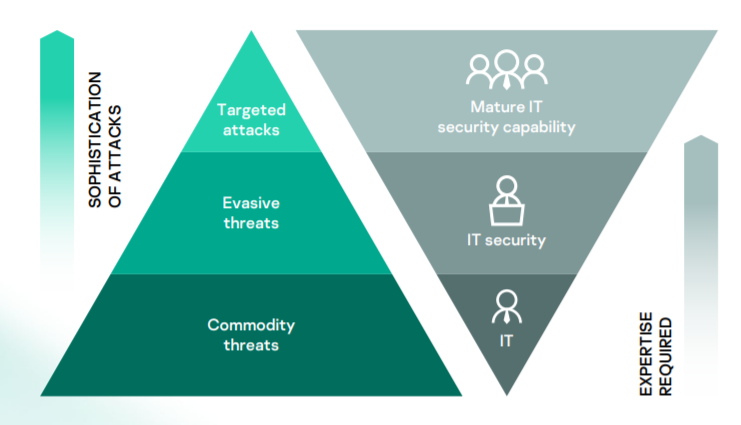 SOPHISTICATION
OF ATTACKS
Targeted
attacks
Evasive
threats
Commodity
threats
Mature IT
security capability
IT security
IT
EXPERTISE
REQUIRED